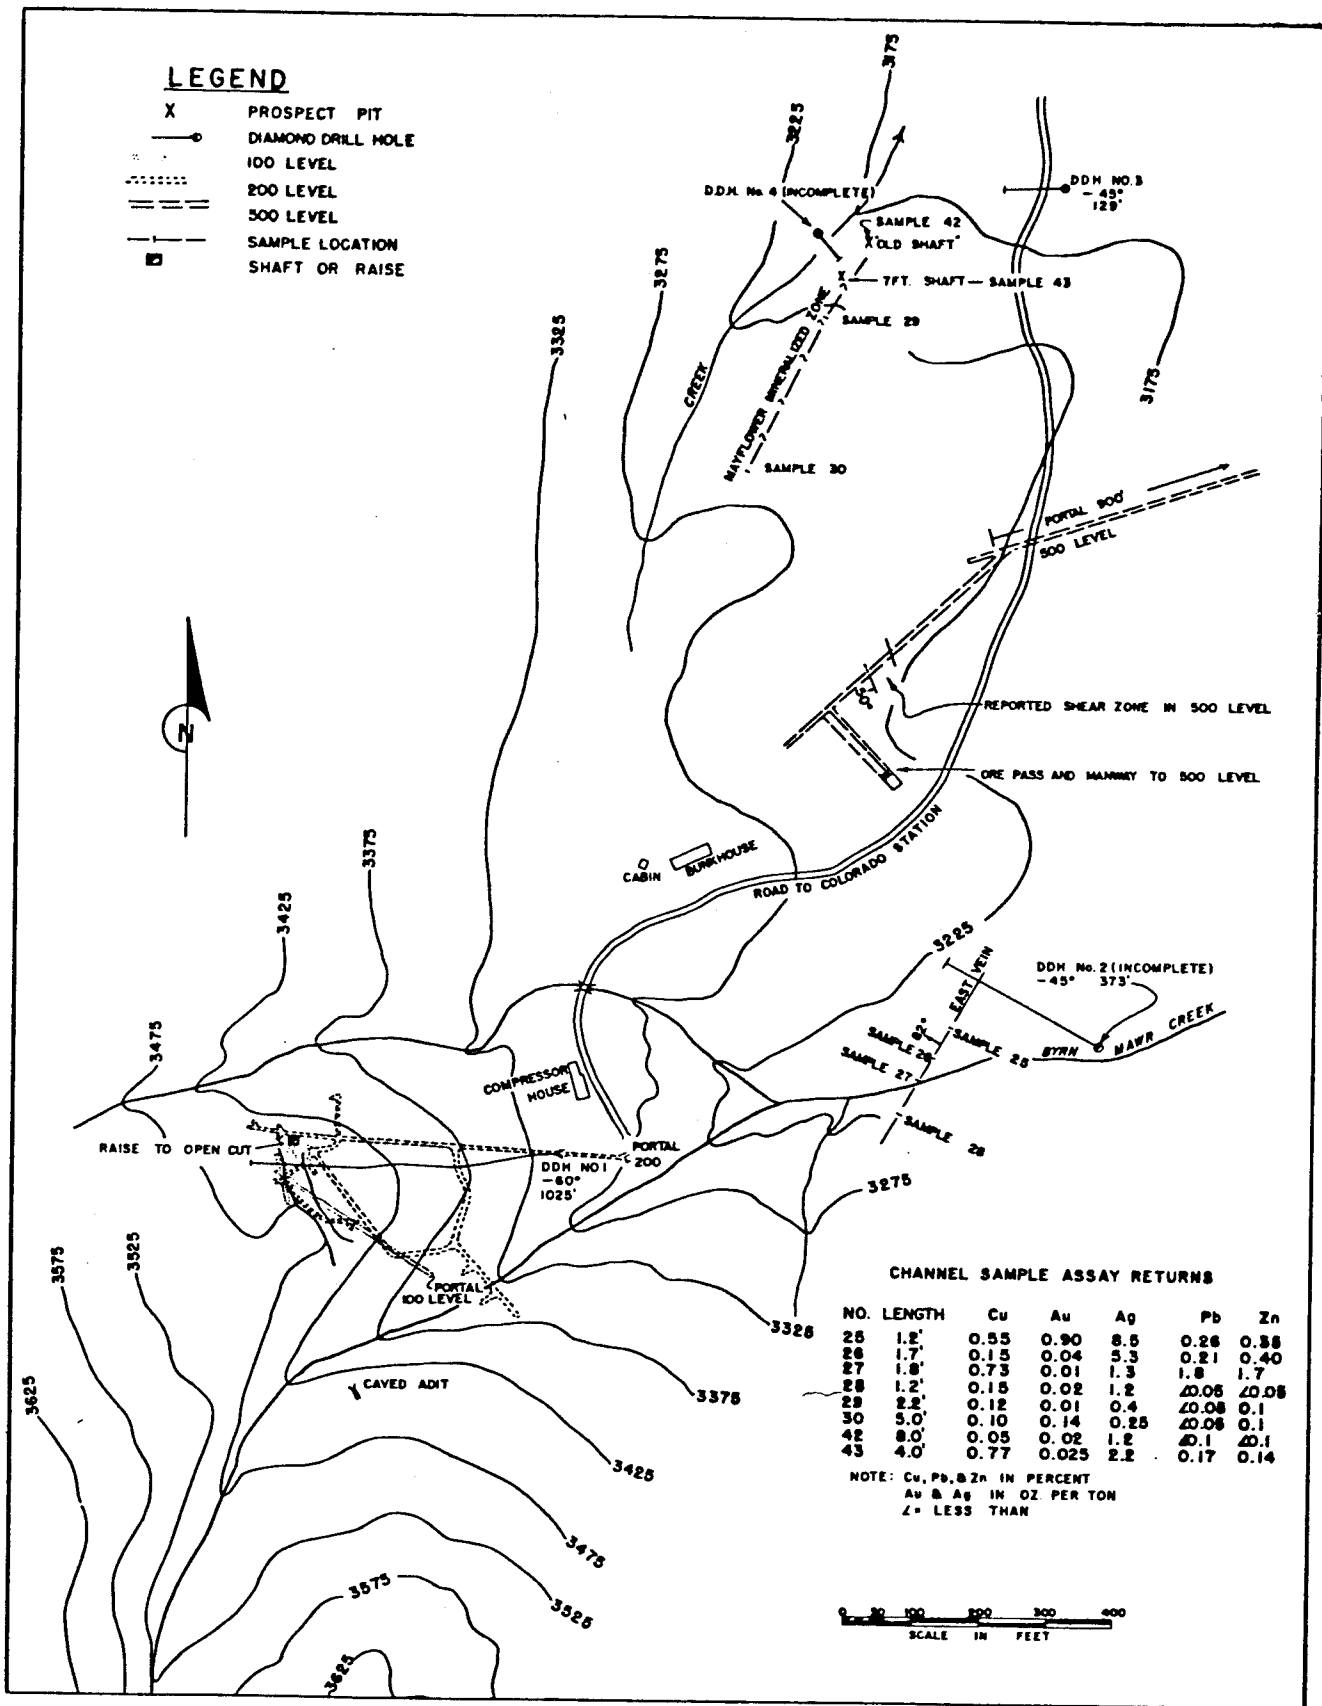 LEGEND
X PROSPECT PIT
DIAMOND DRILL HOLE
100 LEVEL
200 LEVEL
500 LEVEL
SAMPLE LOCATION
SHAFT OR RAISE
3175
3225
D.D.H. No. 4 (INCOMPLETE)
DDH NO. 3
- 45°
129'
SAMPLE 42
"OLD SHAFT"
3275
7FT. SHAFT — SAMPLE 43
SAMPLE 29
3325
MAYFLOWER MINERALIZED ZONE
CREEK
3175
SAMPLE 30
PORTAL 900'
500 LEVEL
N
REPORTED SHEAR ZONE IN 500 LEVEL
ORE PASS AND MANWAY TO 500 LEVEL
3375
BUNKHOUSE
CABIN
ROAD TO COLORADO STATION
3425
3225
EAST VEIN
DDH No. 2 (INCOMPLETE)
-45° 373'
82°
SAMPLE 25
SAMPLE 26
BYRN MAWR CREEK
3475
SAMPLE 27
COMPRESSOR
HOUSE
RAISE TO OPEN CUT
PORTAL
200
SAMPLE 28
DDH NO 1
-60°
1025'
3275
3525
3575
PORTAL
100 LEVEL
3325
CAVED ADIT
3375
3625
3425
3475
3575
3525
3625
CHANNEL SAMPLE ASSAY RETURNS
NO. LENGTH Cu Au Ag Pb Zn
25 1.2' 0.55 0.90 8.5 0.26
26 1.7' 0.15 0.04 5.3 0.21 0.40
27 1.8' 0.73 0.01 1.3 1.8 1.7
28 1.2' 0.15 0.02 1.2 ∠0.05 ∠0.05
29 2.2' 0.12 0.01 0.4 ∠0.05 0.1
30 5.0' 0.10 0.14 0.25 ∠0.05 0.1
42 8.0' 0.05 0.02 1.2 ∠0.1 ∠0.1
43 4.0' 0.77 0.025 2.2 0.17 0.14
NOTE: Cu, Pb, & Zn IN PERCENT
Au & Ag IN OZ. PER TON
∠ = LESS THAN
0 50 100 200 300 400
SCALE IN FEET